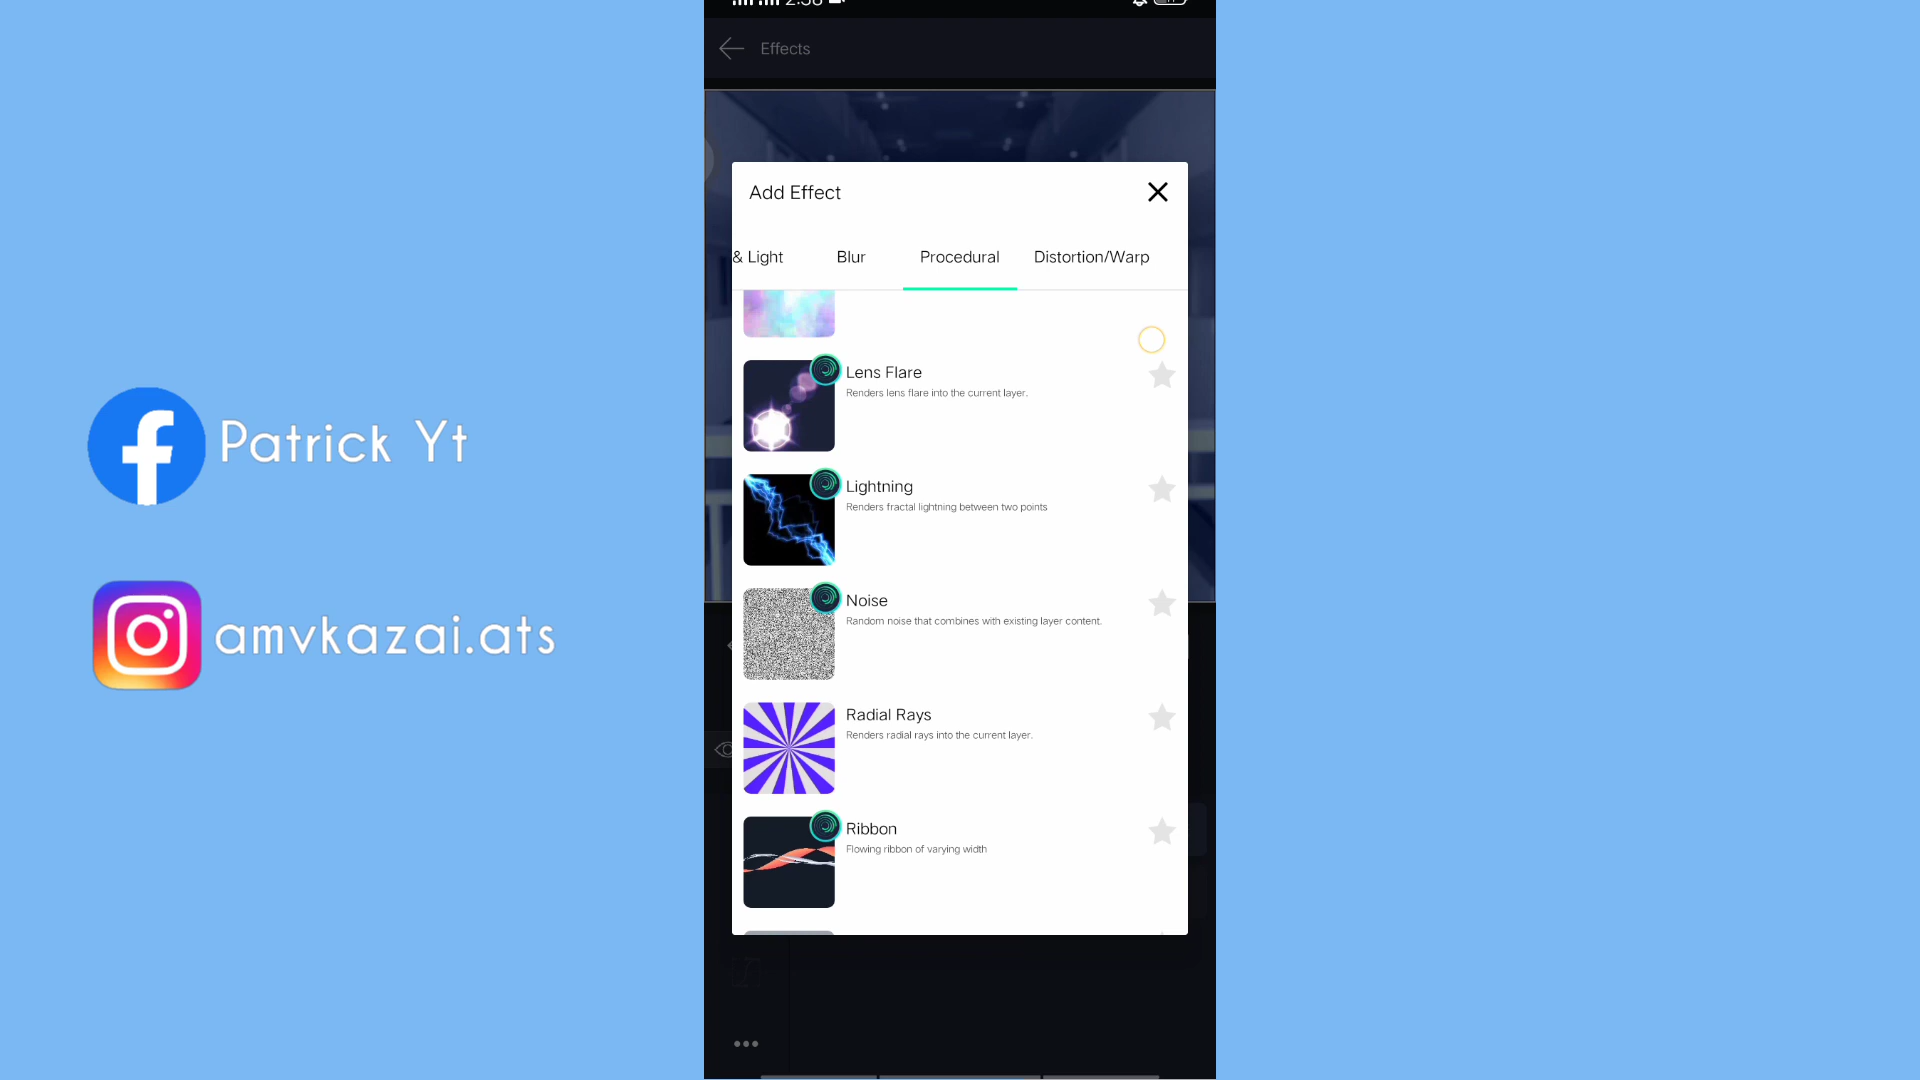 Effects
Add Effect
& Light
Blur
Procedural
Distortion/Warp
Lens Flare
Renders lens flare into the current layer.
Lightning
Renders fractal lightning between two points
Noise
Random noise that combines with existing layer content.
Radial Rays
Renders radial rays into the current layer.
Ribbon
Flowing ribbon of varying width
Patrick Yt
amvkazai.ats